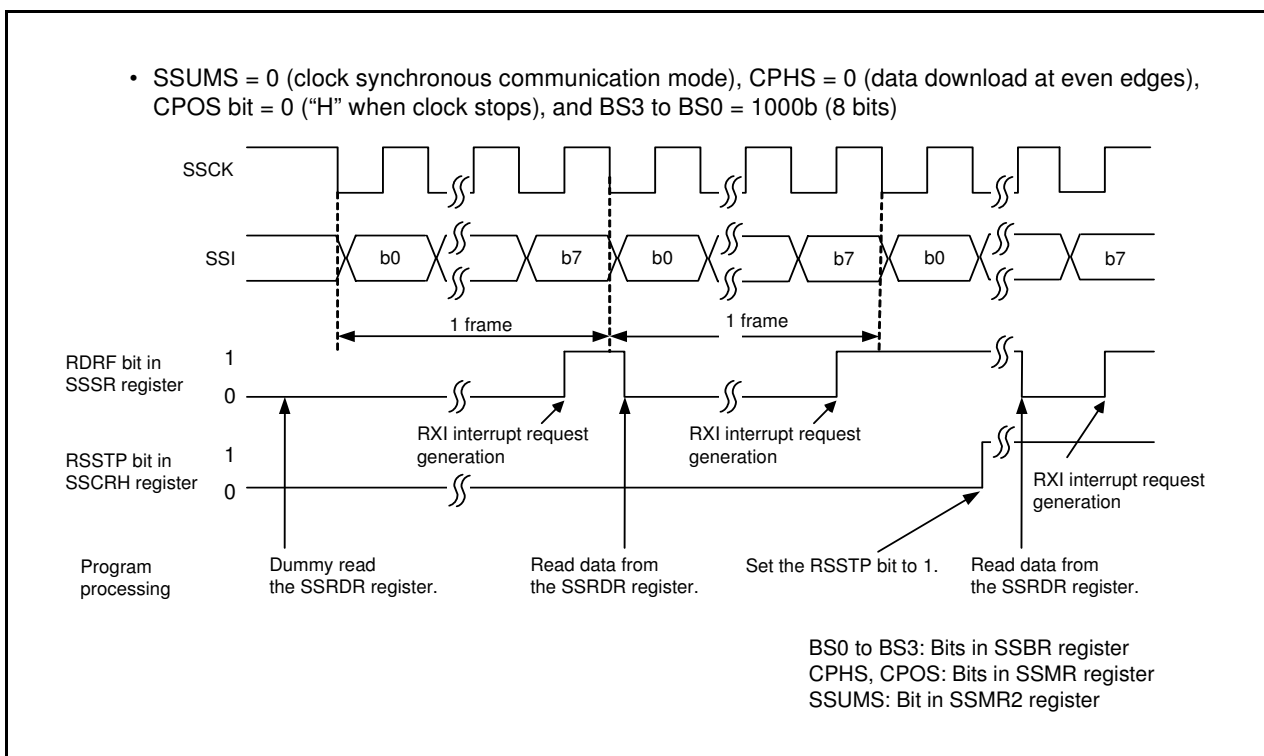 • SSUMS = 0 (clock synchronous communication mode), CPHS = 0 (data download at even edges),
CPOS bit = 0 (“H” when clock stops), and BS3 to BS0 = 1000b (8 bits)
SSCK
SSI
b0
b7
b0
b7
b0
b7
1 frame
1 frame
RDRF bit in
SSSR register
1
0
RXI interrupt request
generation
RXI interrupt request
generation
RXI interrupt request
generation
RSSTP bit in
SSCRH register
1
0
Program
processing
Dummy read
the SSRDR register.
Read data from
the SSRDR register.
Set the RSSTP bit to 1.
Read data from
the SSRDR register.
BS0 to BS3: Bits in SSBR register
CPHS, CPOS: Bits in SSMR register
SSUMS: Bit in SSMR2 register